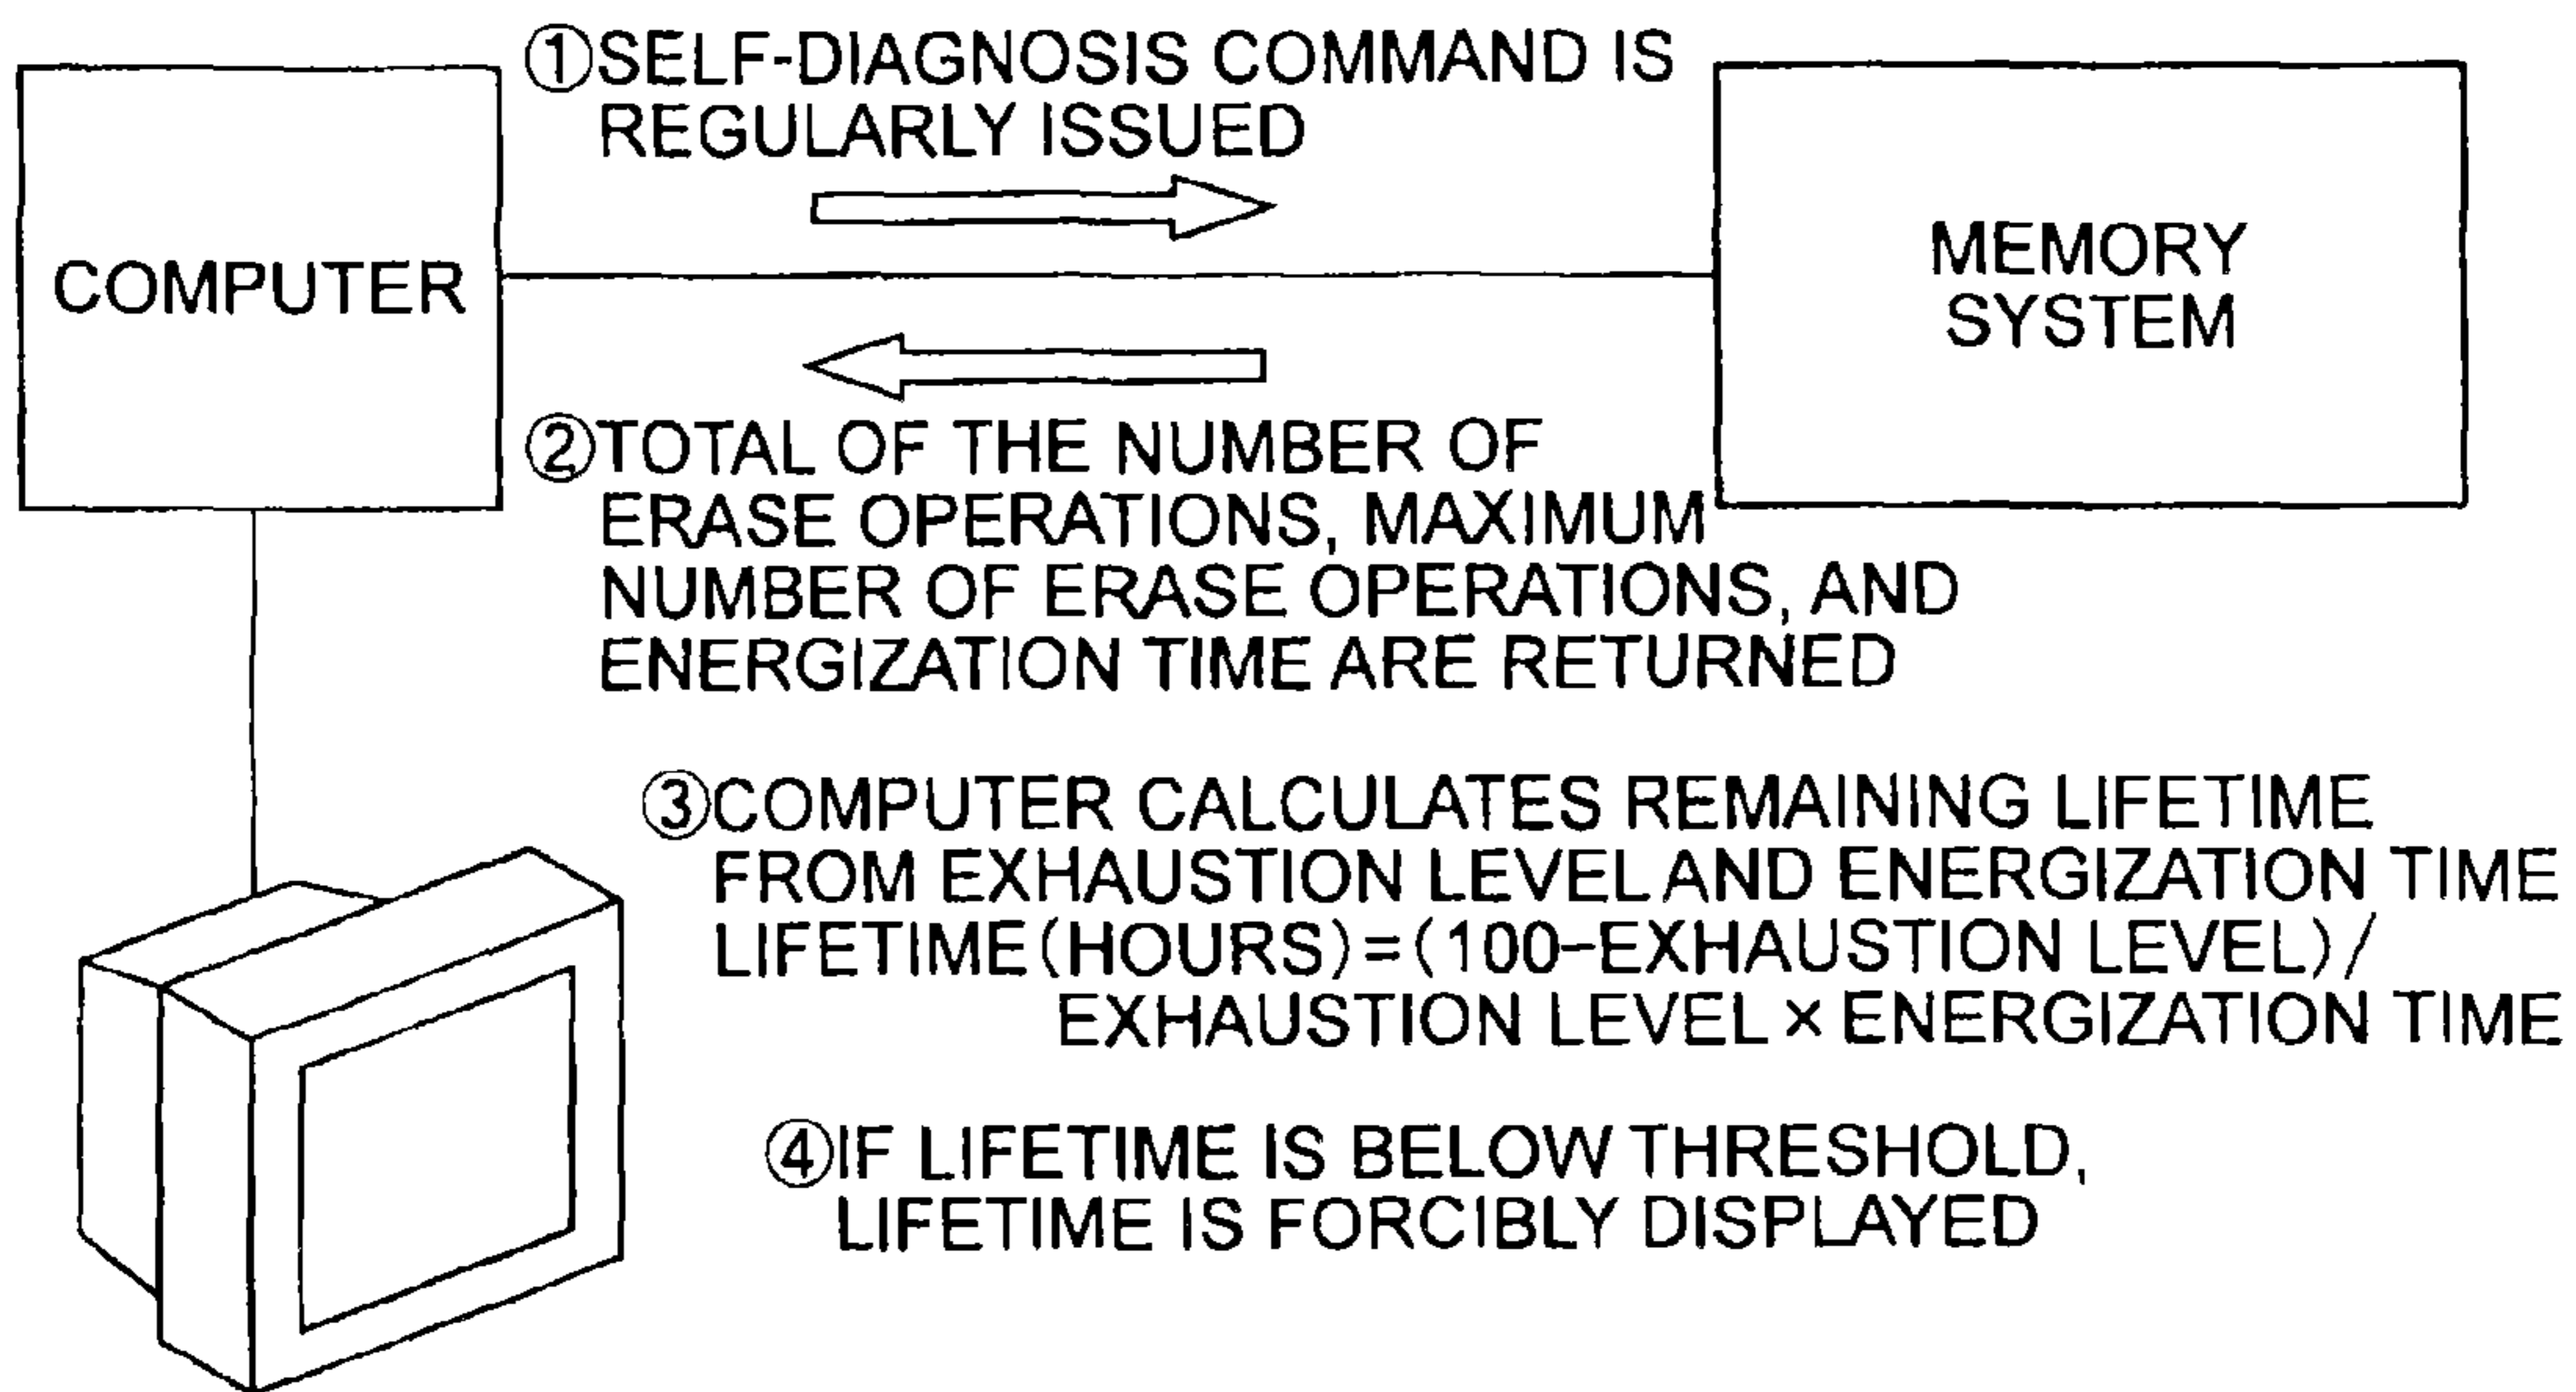 ①SELF-DIAGNOSIS COMMAND IS
REGULARLY ISSUED
COMPUTER
MEMORY
SYSTEM
②TOTAL OF THE NUMBER OF
ERASE OPERATIONS, MAXIMUM
NUMBER OF ERASE OPERATIONS, AND
ENERGIZATION TIME ARE RETURNED
③COMPUTER CALCULATES REMAINING LIFETIME
FROM EXHAUSTION LEVEL AND ENERGIZATION TIME
LIFETIME(HOURS)=(100-EXHAUSTION LEVEL)/
EXHAUSTION LEVEL×ENERGIZATION TIME
④IF LIFETIME IS BELOW THRESHOLD,
LIFETIME IS FORCIBLY DISPLAYED